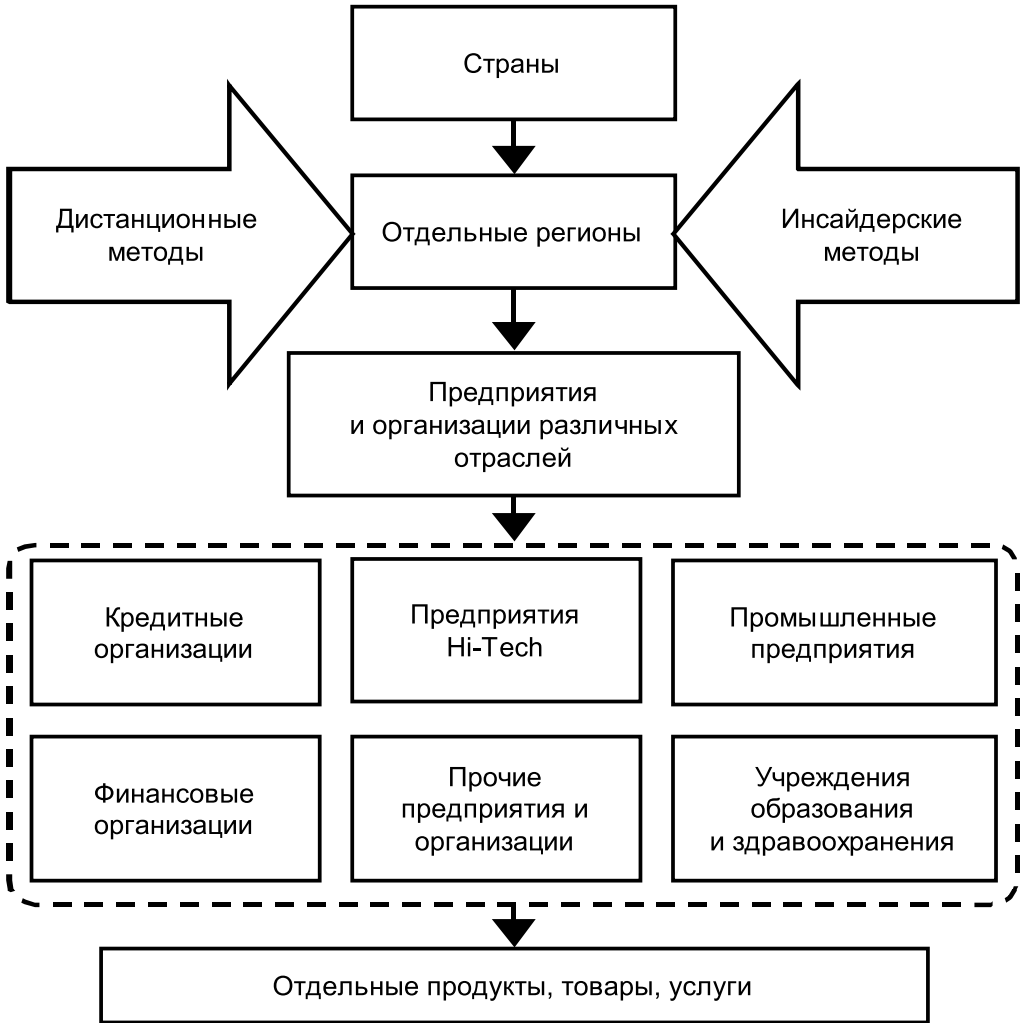 Страны
Дистанционные
методы
Отдельные регионы
Инсайдерские
методы
Предприятия
и организации различных
отраслей
Кредитные
организации
Предприятия
Hi-Tech
Промышленные
предприятия
Финансовые
организации
Прочие
предприятия и
организации
Учреждения
образования
и здравоохранения
Отдельные продукты, товары, услуги